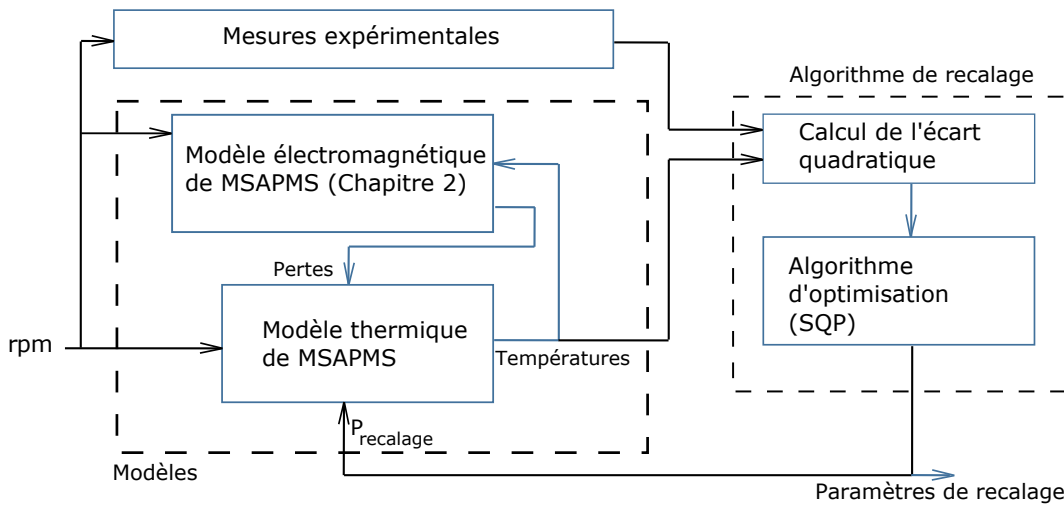 Mesures expérimentales
Algorithme de recalage
Calcul de l'écart
quadratique
Modèle électromagnétique
de MSAPMS (Chapitre 2)
Pertes
Algorithme
d'optimisation
(SQP)
Modèle thermique
de MSAPMS
rpm
Températures
Precalage
Modèles
Paramètres de recalage